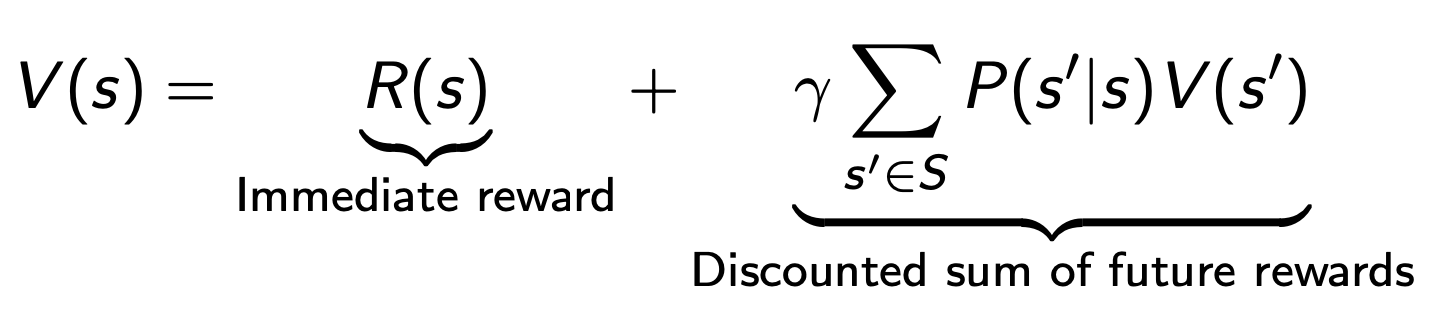 V(s) = R(s) + γ ∑ P(s′|s)V(s′)
s′∈S
Immediate reward
Discounted sum of future rewards